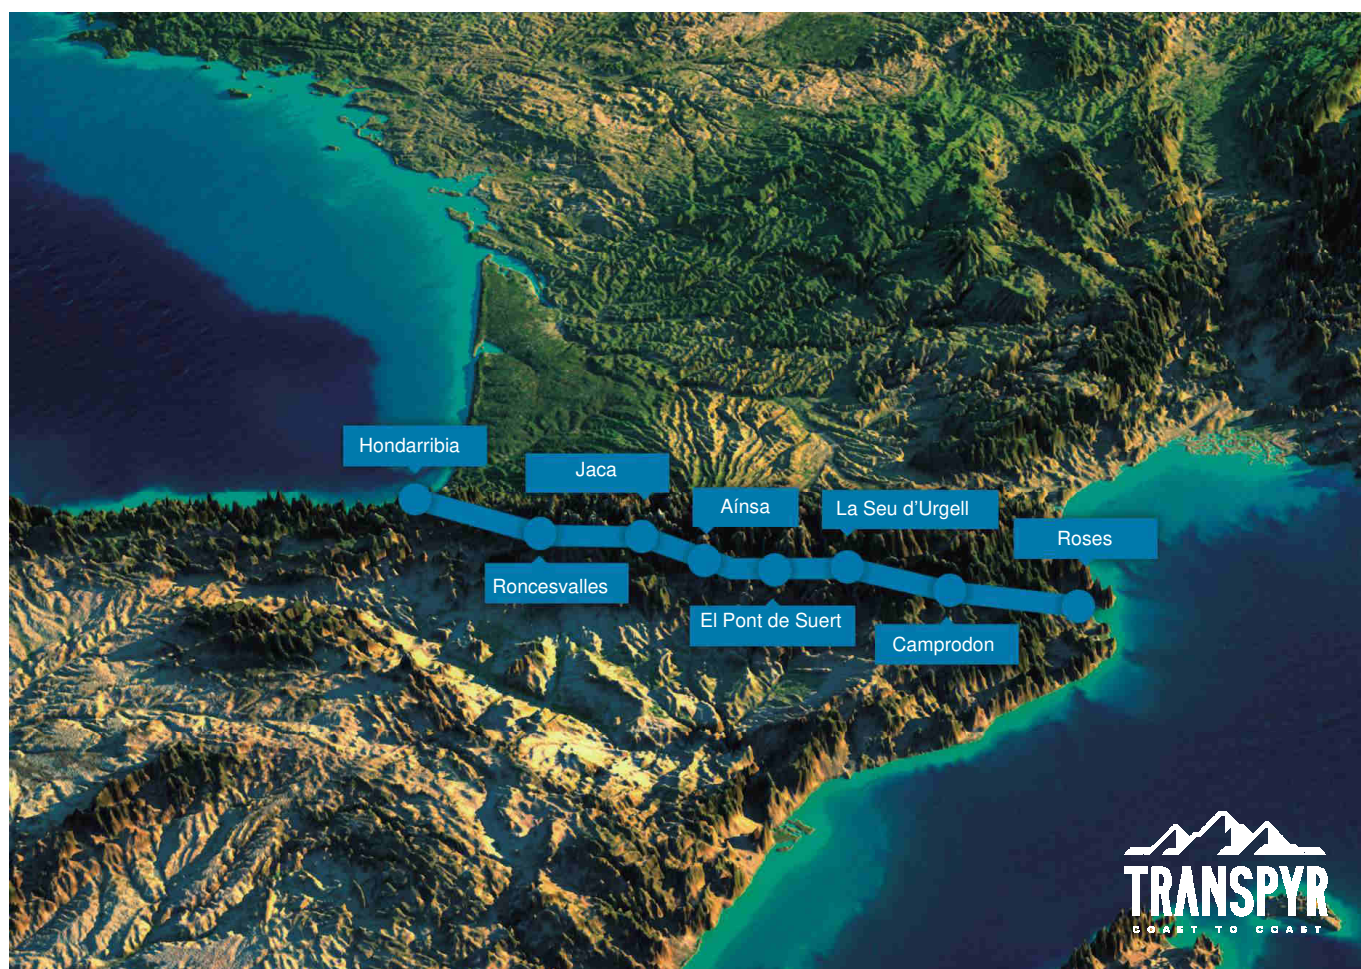 Hondarribia
Jaca
Aínsa
La Seu d'Urgell
Roses
Roncesvalles
El Pont de Suert
Camprodon
TRANSPYR
COAST TO COAST